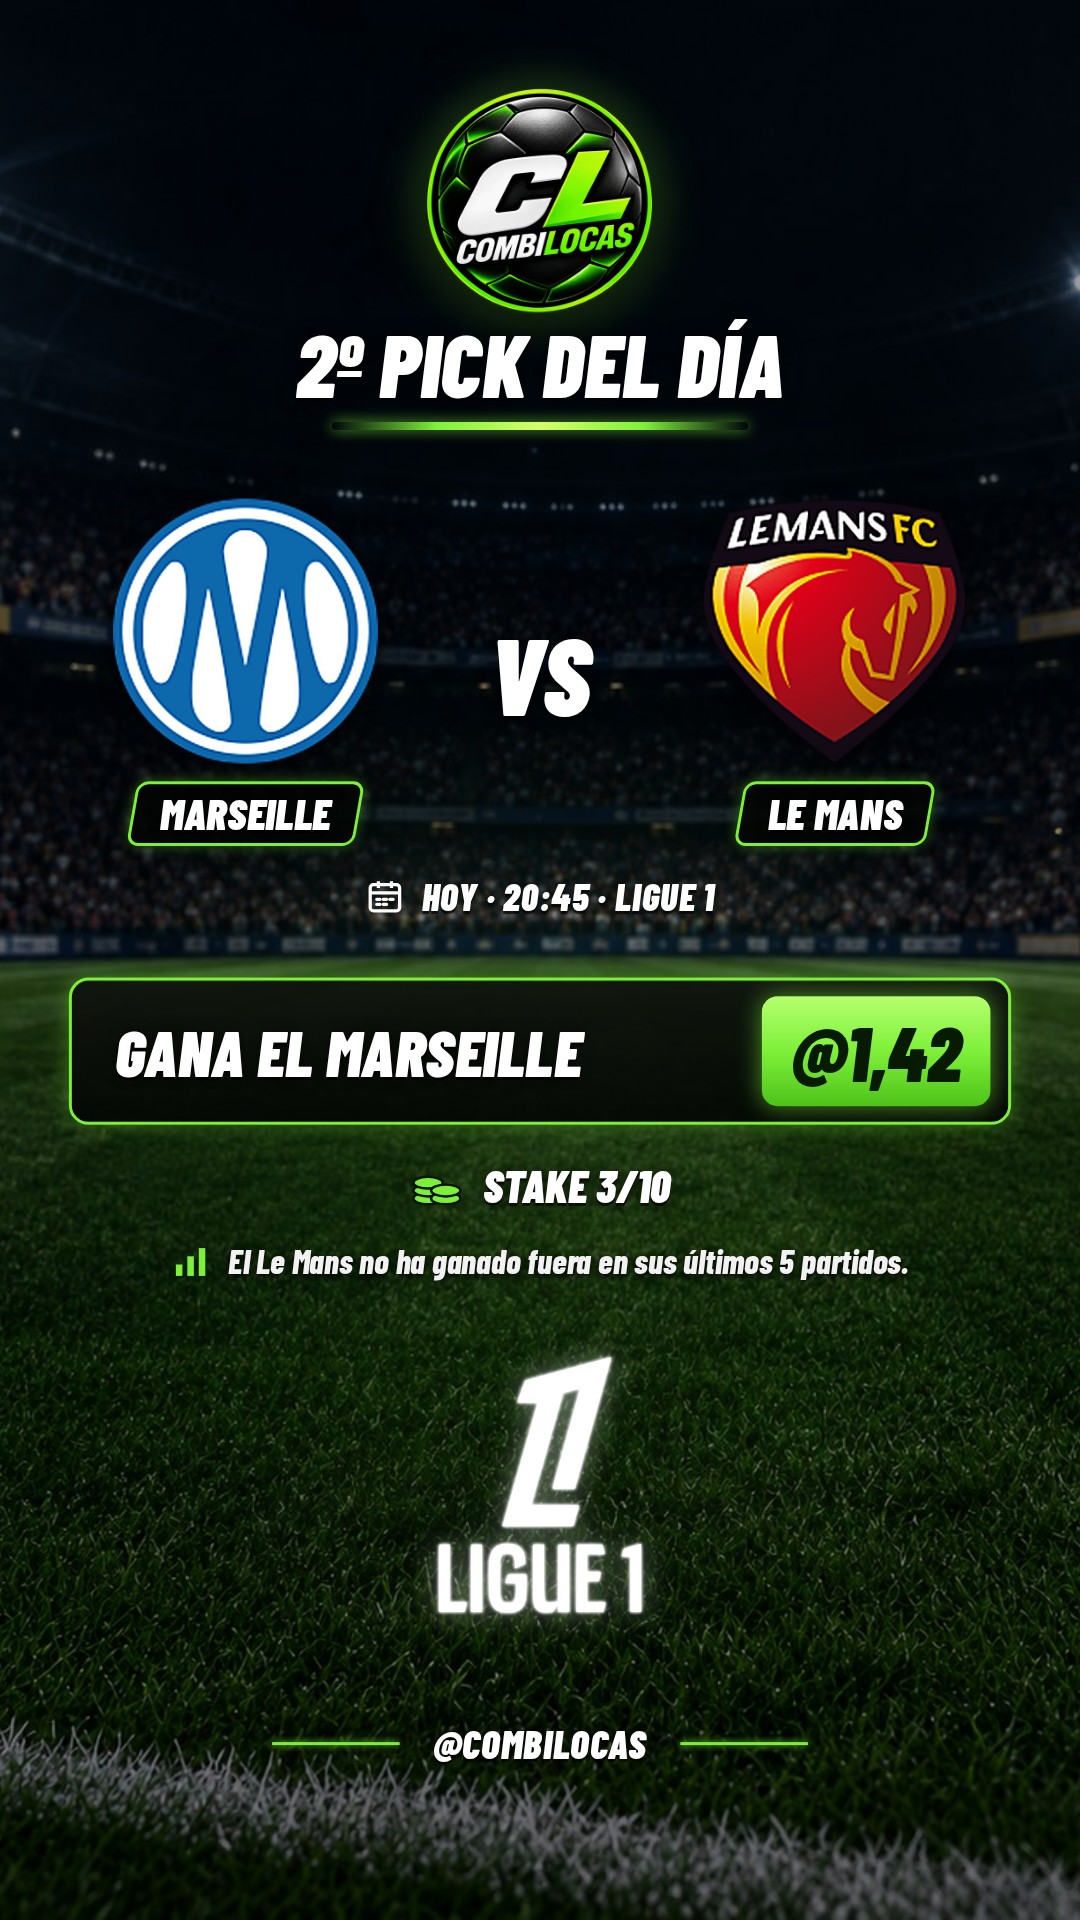 CL
COMBILOCAS
2º PICK DEL DÍA
LEMANS FC
M
VS
MARSEILLE
LE MANS
HOY · 20:45 · LIGUE 1
GANA EL MARSEILLE
@1,42
STAKE 3/10
El Le Mans no ha ganado fuera en sus últimos 5 partidos.
LIGUE 1
@COMBILOCAS